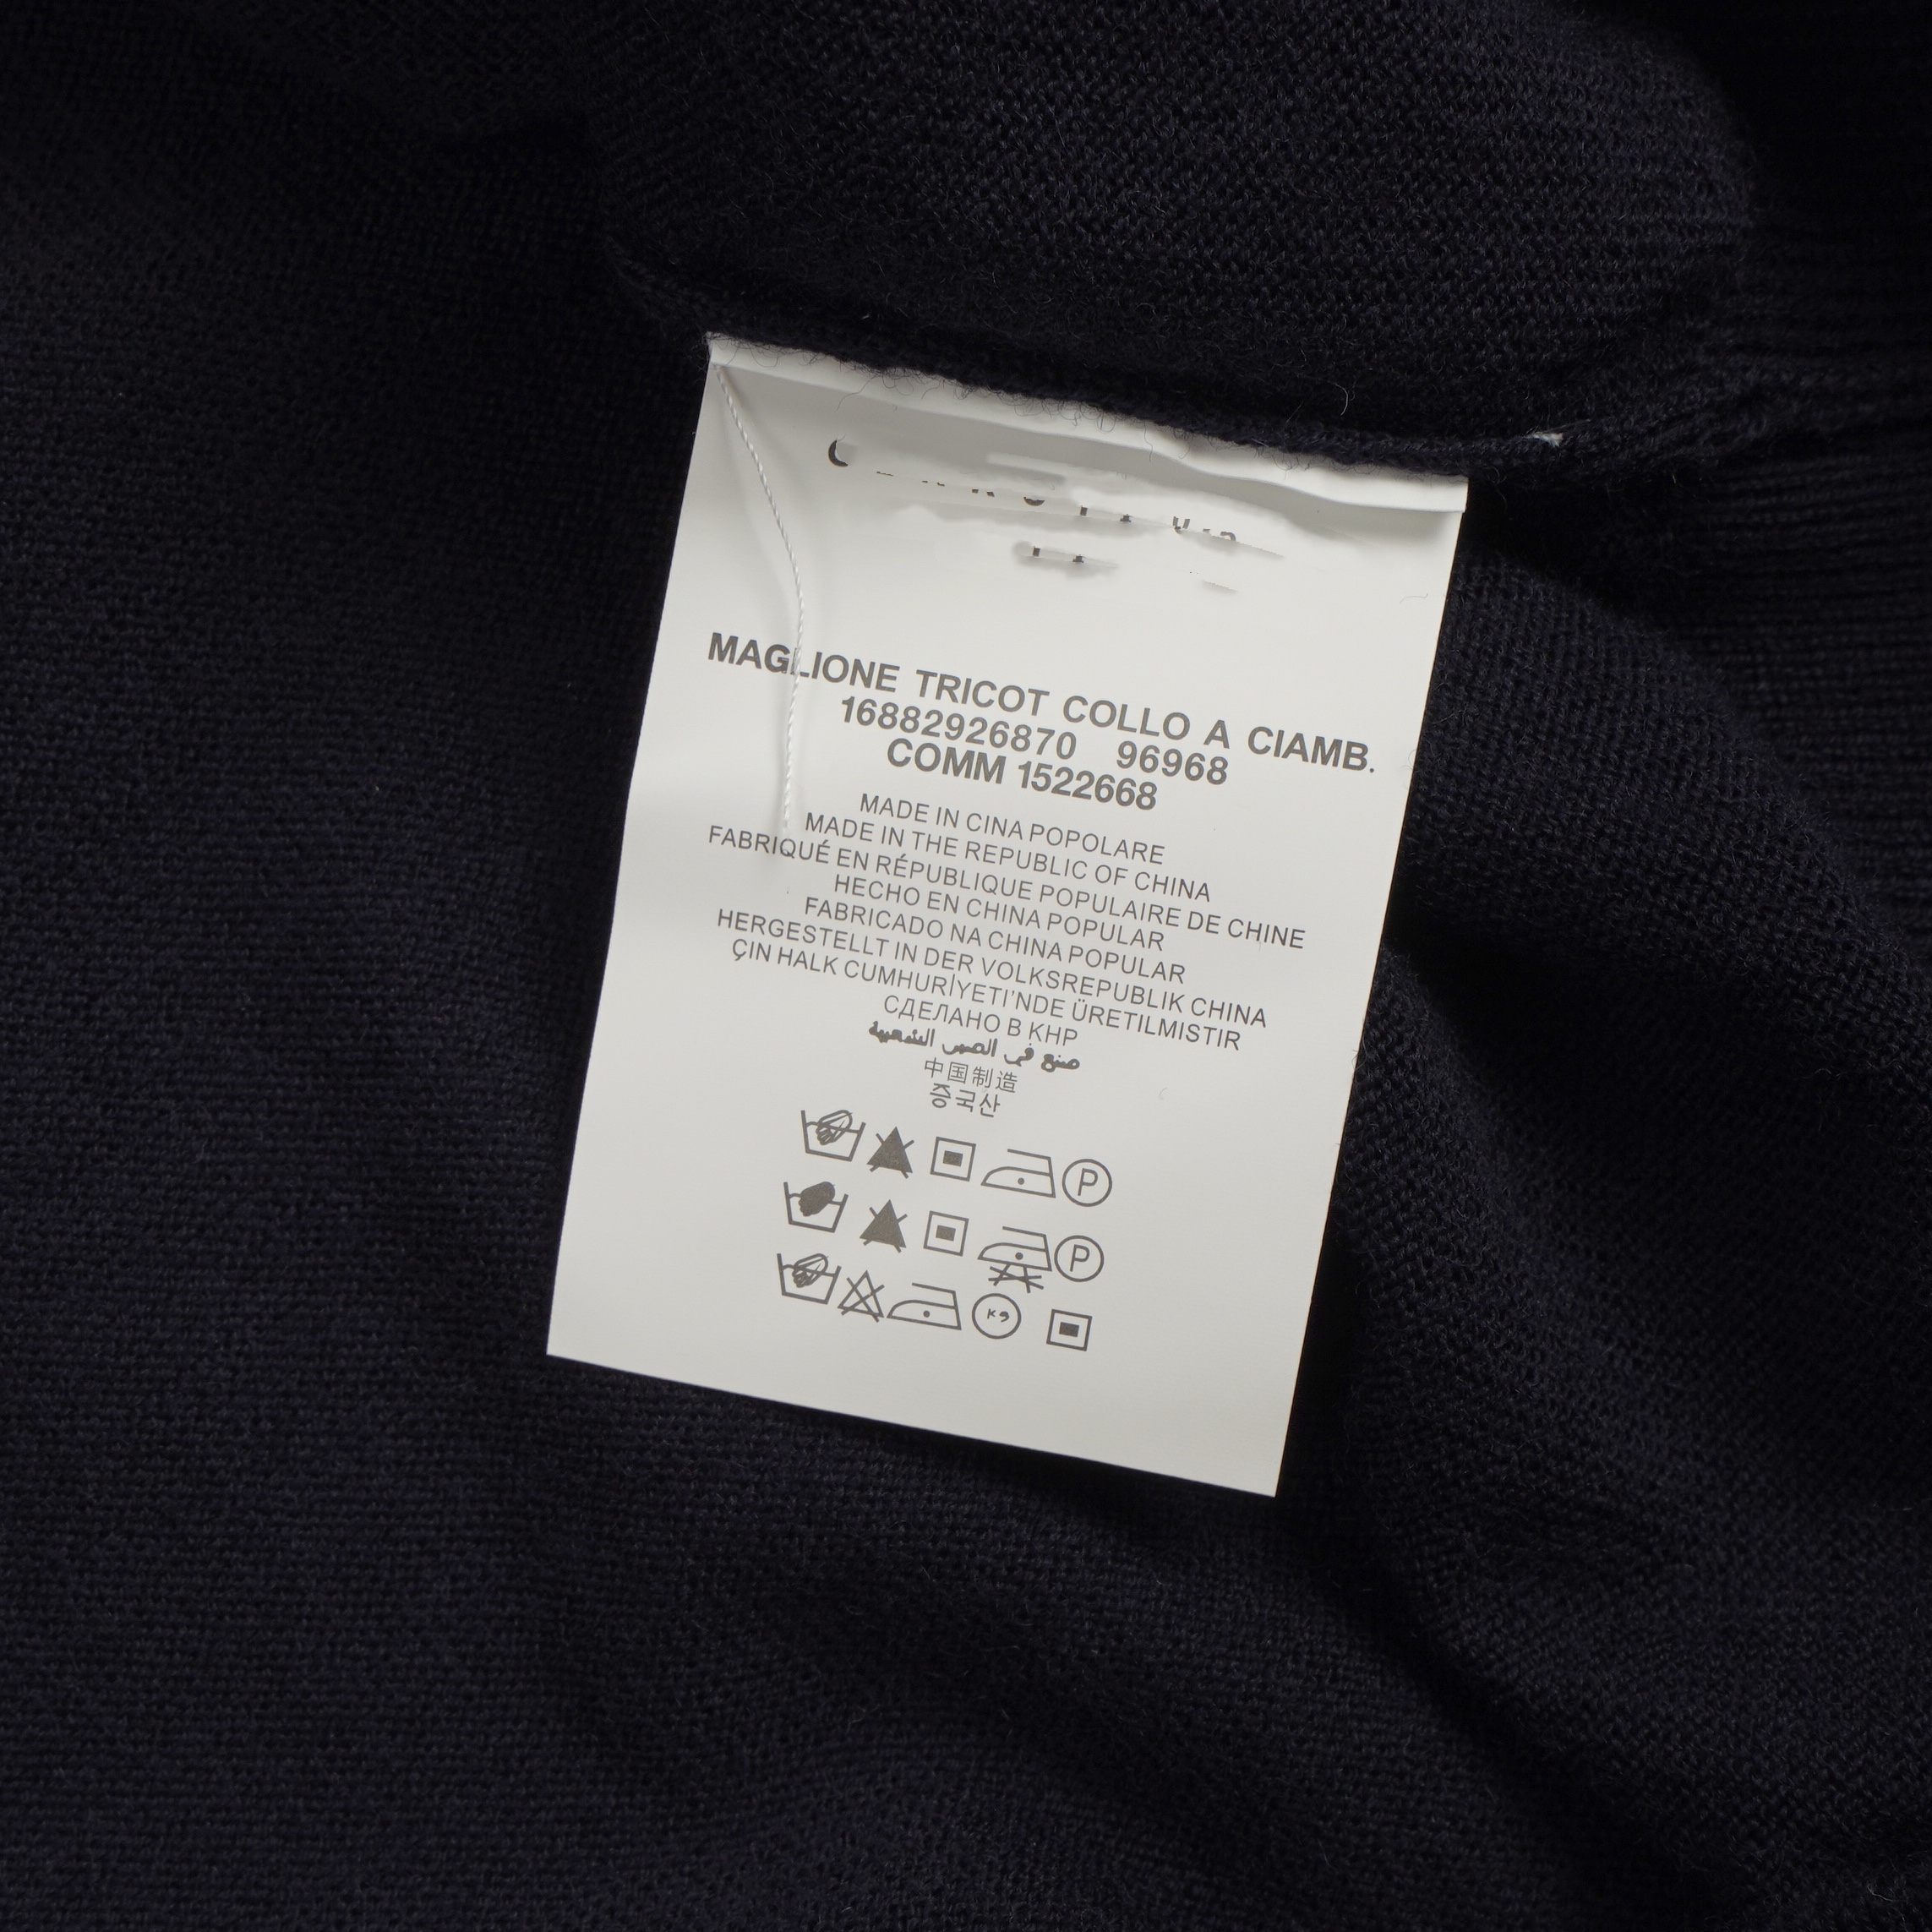 MAGLIONE TRICOT COLLO A CIAMB.
16882926870 96968
COMM 1522668
MADE IN CINA POPOLARE
MADE IN THE REPUBLIC OF CHINA
FABRIQUÉ EN RÉPUBLIQUE POPULAIRE DE CHINE
HECHO EN CHINA POPULAR
FABRICADO NA CHINA POPULAR
HERGESTELLT IN DER VOLKSREPUBLIK CHINA
ÇIN HALK CUMHURİYETI'NDE ÜRETILMISTIR
СДЕЛАНО В КНР
صنع في الصين الشعبية
中国制造
중국산
P
P